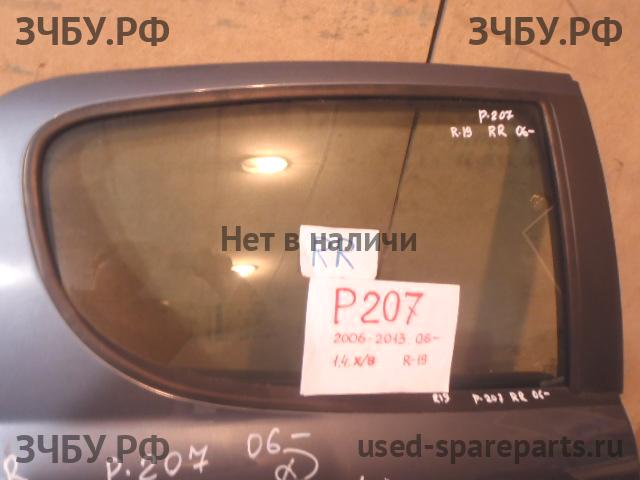 ЗЧБУ.РФ
ЗЧБУ.РФ
P.207
R-19 RR 06-
Нет в наличи
RR
P207
2006-2013 06-
1,4 х/в R-19
R19 P-207 RR 06-
ЗЧБУ.РФ
R P.207 06-
used-spareparts.ru